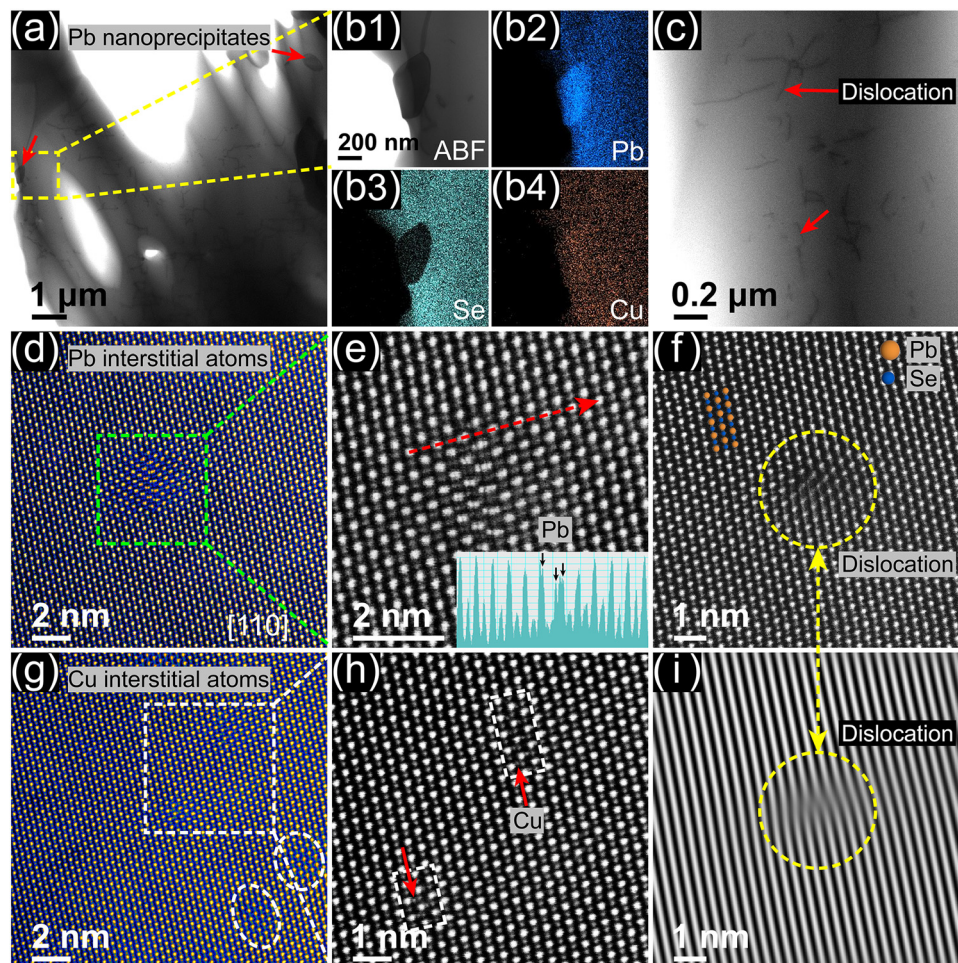 (a)
Pb nanoprecipitates
1 μm
(b1)
200 nm
ABF
(b2)
Pb
(b3)
Se
(b4)
Cu
(c)
Dislocation
0.2 μm
(d)
Pb interstitial atoms
2 nm
[110]
(e)
Pb
2 nm
(f)
Pb
Se
Dislocation
1 nm
(g)
Cu interstitial atoms
2 nm
(h)
Cu
1 nm
(i)
Dislocation
1 nm